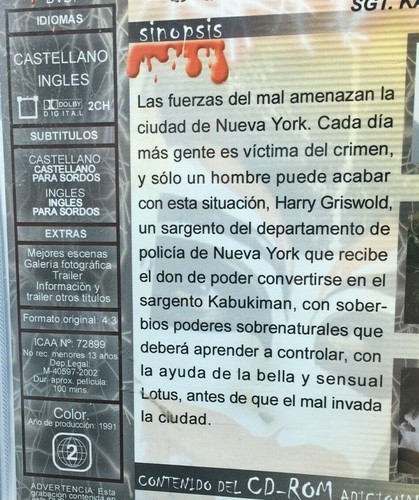 IDIOMAS
CASTELLANO
INGLES
DOLBY 2CH
DIGITAL
SUBTITULOS
CASTELLANO
CASTELLANO
PARA SORDOS
INGLES
INGLES
PARA SORDOS
EXTRAS
Mejores escenas
Galería fotográfica
Trailer
Información y
trailer otros títulos
Formato original: 4:3
ICAA Nº: 72899
No rec. menores 13 años
Dep.Legal:
M-40597-2002
Dur. aprox. película:
100 mins.
Color.
Año de producción: 1991
2
ADVERTENCIA: Esta
grabación contenida en
SGT.
sinopsis
Las fuerzas del mal amenazan la
ciudad de Nueva York. Cada día
más gente es víctima del crimen,
y sólo un hombre puede acabar
con esta situación, Harry Griswold,
un sargento del departamento de
policía de Nueva York que recibe
el don de poder convertirse en el
sargento Kabukiman, con sober-
bios poderes sobrenaturales que
deberá aprender a controlar, con
la ayuda de la bella y sensual
Lotus, antes de que el mal invada
la ciudad.
CONTENIDO DEL CD-ROM